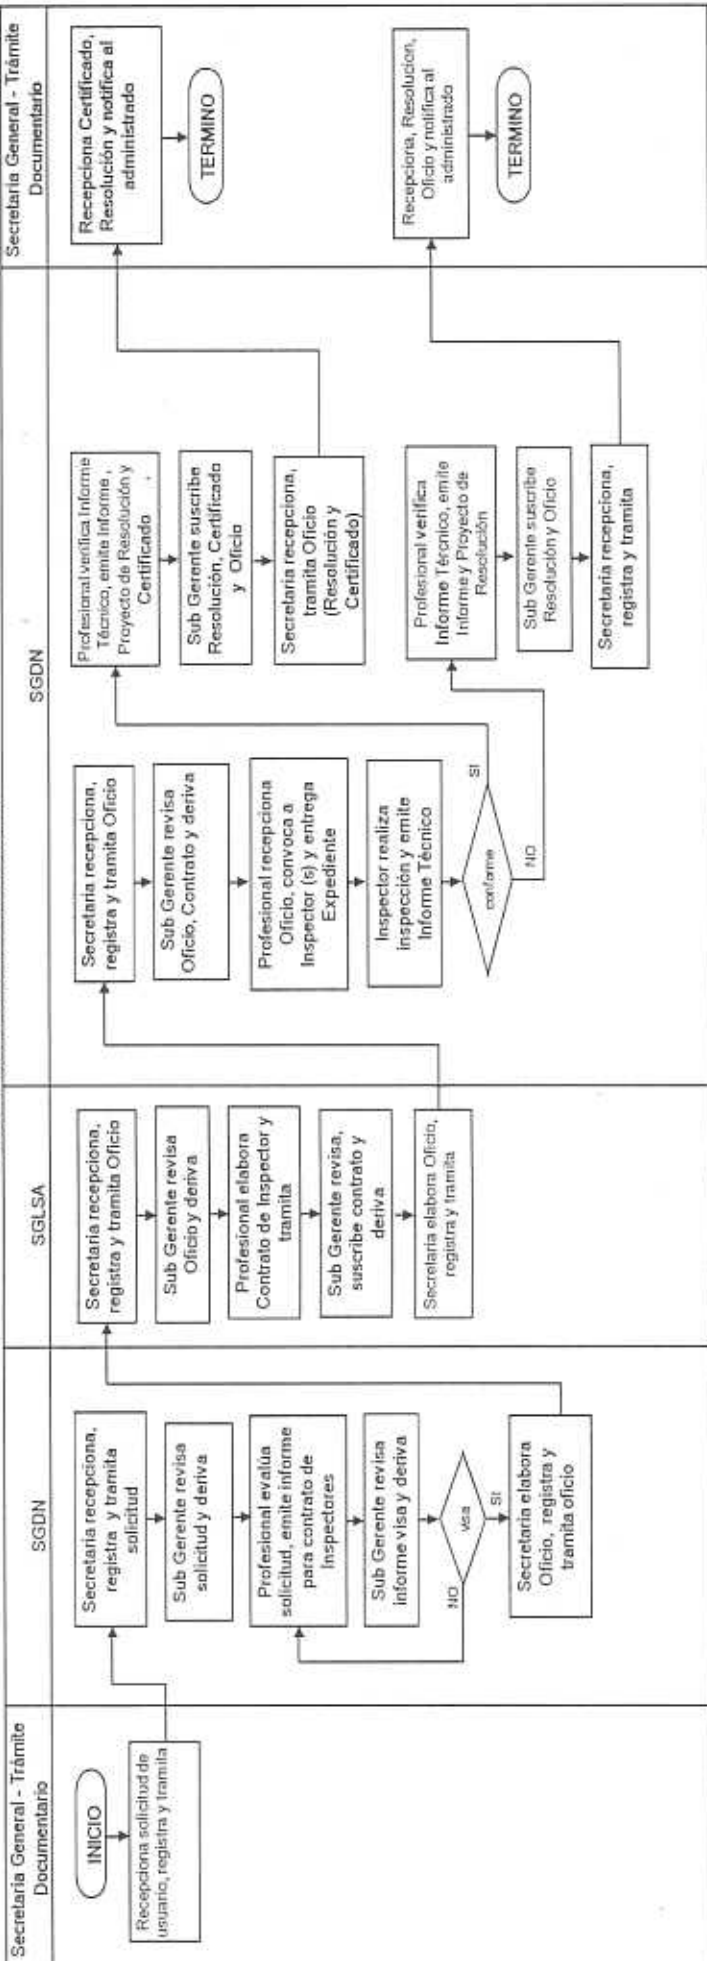 Secretaria General - Trámite
Documentario
INICIO
Recepciona solicitud de
usuario, registra y tramita
SGDN
Secretaria recepciona,
registra y tramita
solicitud
Sub Gerente revisa
solicitud y deriva
Profesional evalúa
solicitud, emite informe
para contrato de
Inspectores
Sub Gerente revisa
informe visa y deriva
visa
NO
SI
Secretaria elabora
Oficio, registra y
tramita oficio
SGLSA
Secretaria recepciona,
registra y tramita Oficio
Sub Gerente revisa
Oficio y deriva
Profesional elabora
Contrato de Inspector y
tramita
Sub Gerente revisa,
suscribe contrato y
deriva
Secretaria elabora Oficio,
registra y tramita
SGDN
Secretaria recepciona,
registra y tramita Oficio
Sub Gerente revisa
Oficio, Contrato y deriva
Profesional recepciona
Oficio, convoca a
Inspector (s) y entrega
Expediente
Inspector realiza
inspección y emite
Informe Técnico
conforme
SI
NO
Profesional verifica Informe
Técnico, emite Informe ,
Proyecto de Resolución y
Certificado
Sub Gerente suscribe
Resolución, Certificado
y Oficio
Secretaria recepciona,
tramita Oficio
(Resolución y
Certificado)
Profesional verifica
Informe Técnico, emite
Informe y Proyecto de
Resolución
Sub Gerente suscribe
Resolución y Oficio
Secretaria recepciona,
registra y tramita
Secretaria General - Trámite
Documentario
Recepciona Certificado,
Resolución y notifica al
administrado
TERMINO
Recepciona, Resolucion,
Oficio y notifica al
administrado
TERMINO